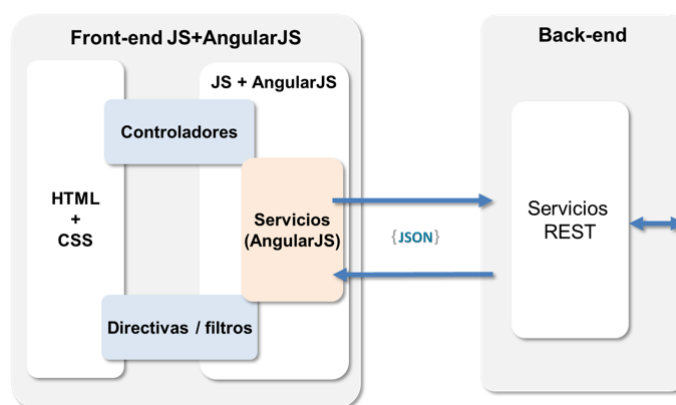 Front-end JS+AngularJS
JS + AngularJS
Controladores
HTML
+
CSS
Servicios
(AngularJS)
Directivas / filtros
{JSON}
Back-end
Servicios
REST